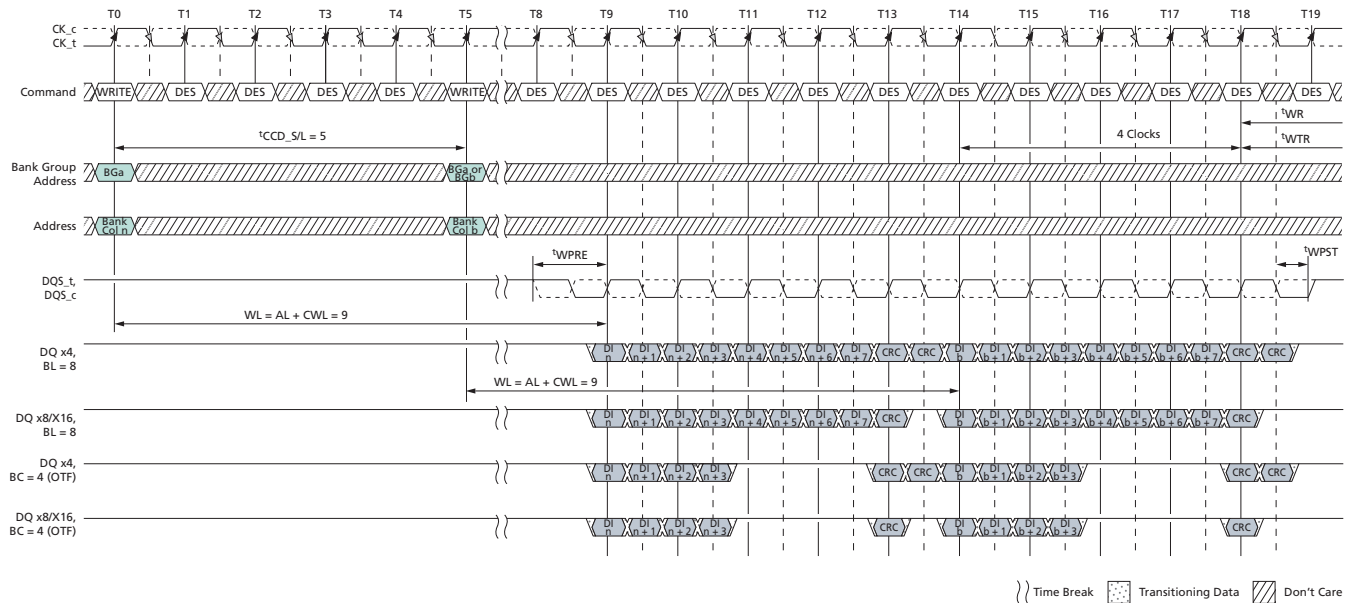 T0 T1 T2 T3 T4 T5 T8 T9 T10 T11 T12 T13 T14 T15 T16 T17 T18 T19
CK_c
CK_t
Command WRITE DES DES DES DES WRITE DES DES DES DES DES DES DES DES DES DES DES DES
tCCD_S/L = 5
4 Clocks
tWR
tWTR
Bank Group
Address
BGa
BGa or
BGb
Address
Bank
Col n
Bank
Col b
tWPRE
tWPST
DQS_t,
DQS_c
WL = AL + CWL = 9
DQ x4,
BL = 8
DI DI DI DI DI DI DI DI CRC CRC DI DI DI DI DI DI DI DI CRC CRC
n n + 1 n + 2 n + 3 n + 4 n + 5 n + 6 n + 7 b b + 1 b + 2 b + 3 b + 4 b + 5 b + 6 b + 7
WL = AL + CWL = 9
DQ x8/X16,
BL = 8
DI DI DI DI DI DI DI DI CRC DI DI DI DI DI DI DI DI CRC
n n + 1 n + 2 n + 3 n + 4 n + 5 n + 6 n + 7 b b + 1 b + 2 b + 3 b + 4 b + 5 b + 6 b + 7
DQ x4,
BC = 4 (OTF)
DI DI DI DI CRC CRC DI DI DI DI CRC CRC
n n + 1 n + 2 n + 3 b b + 1 b + 2 b + 3
DQ x8/X16,
BC = 4 (OTF)
DI DI DI DI CRC DI DI DI DI CRC
n n + 1 n + 2 n + 3 b b + 1 b + 2 b + 3
Time Break Transitioning Data Don't Care